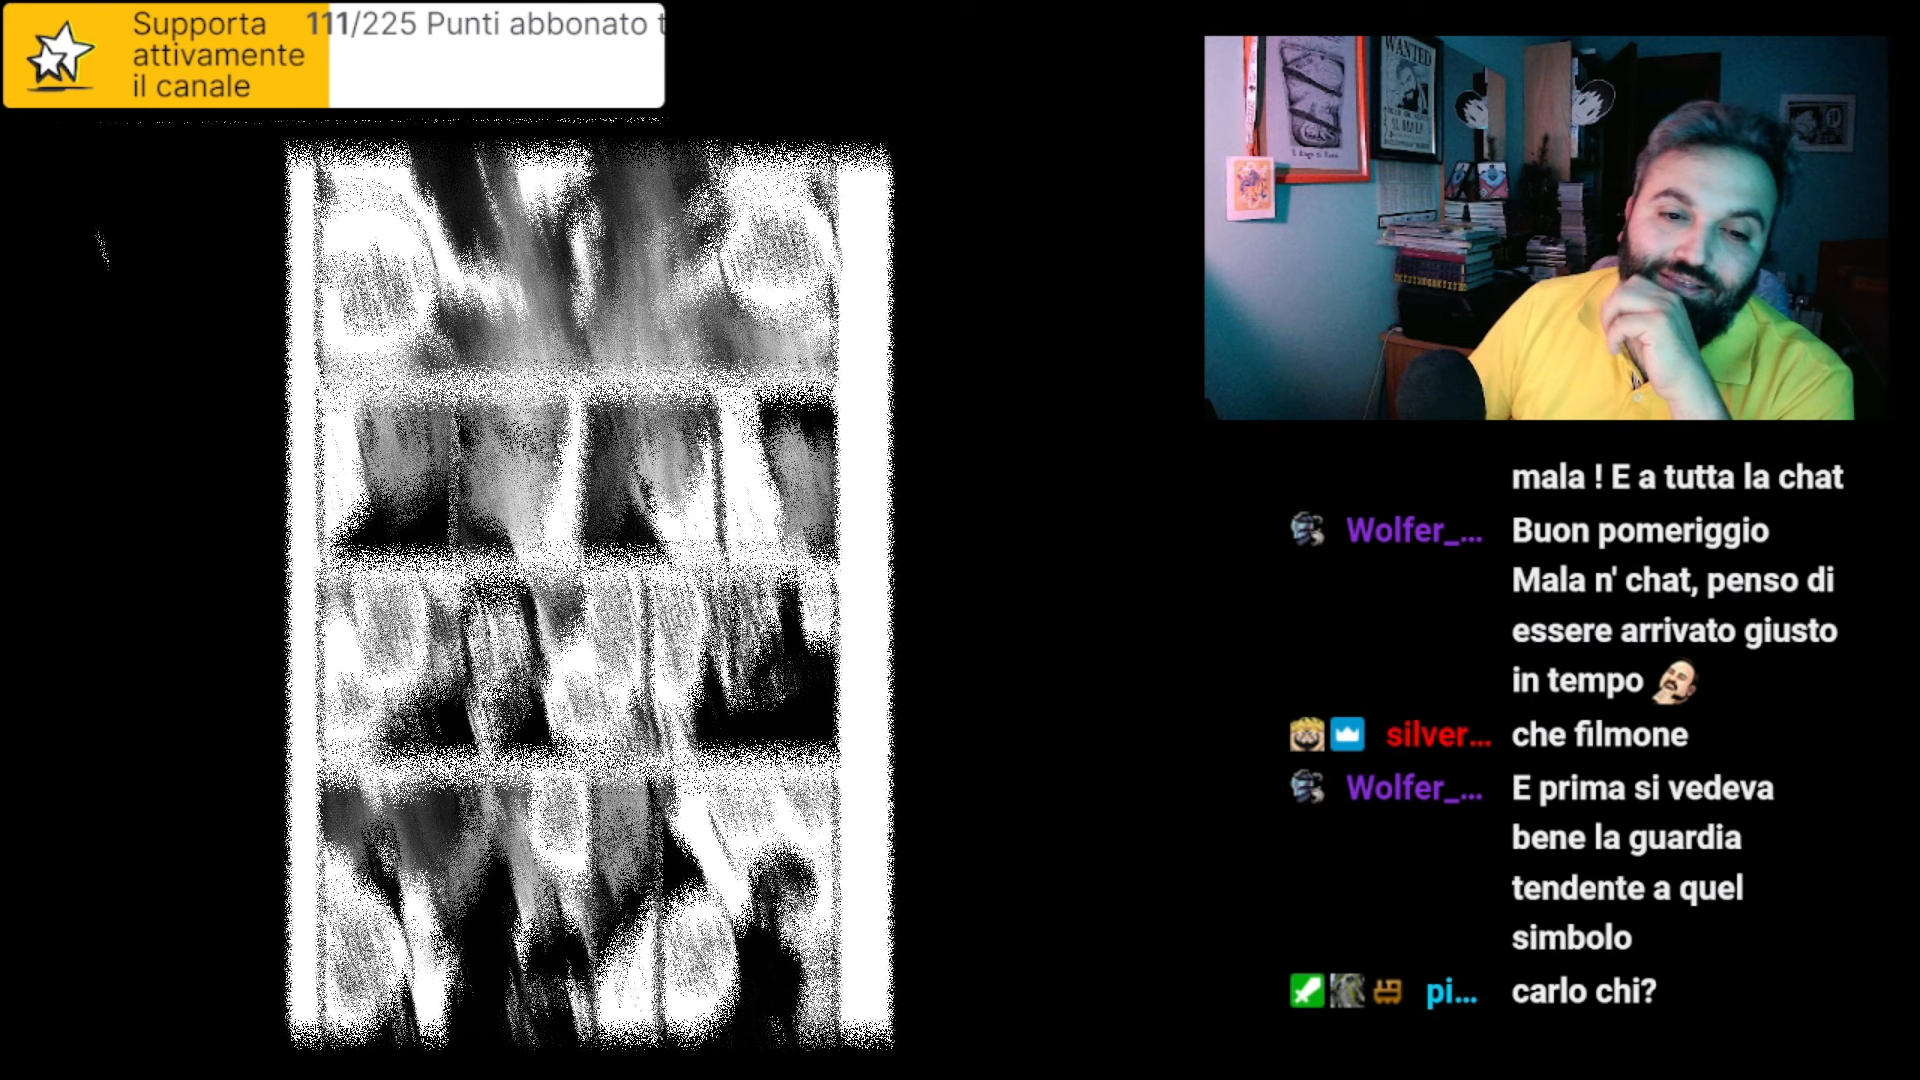 Supporta
attivamente
il canale
111/225 Punti abbonato t
WANTED
mala ! E a tutta la chat
Wolfer_... Buon pomeriggio
Mala n' chat, penso di
essere arrivato giusto
in tempo
silver... che filmone
Wolfer_... E prima si vedeva
bene la guardia
tendente a quel
simbolo
pi... carlo chi?